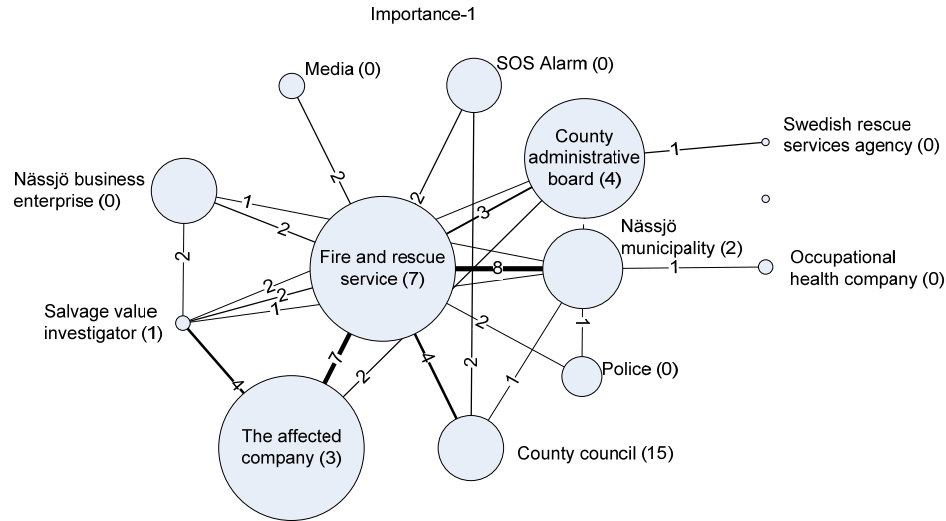 Importance-1
Media (0)
SOS Alarm (0)
County
administrative
board (4)
1
Swedish rescue
services agency (0)
Nässjö business
enterprise (0)
2
2
1
2
3
Nässjö
municipality (2)
Fire and rescue
service (7)
8
1
Occupational
health company (0)
2
2
2
1
Salvage value
investigator (1)
2
1
7
4
2
2
1
Police (0)
4
The affected
company (3)
County council (15)